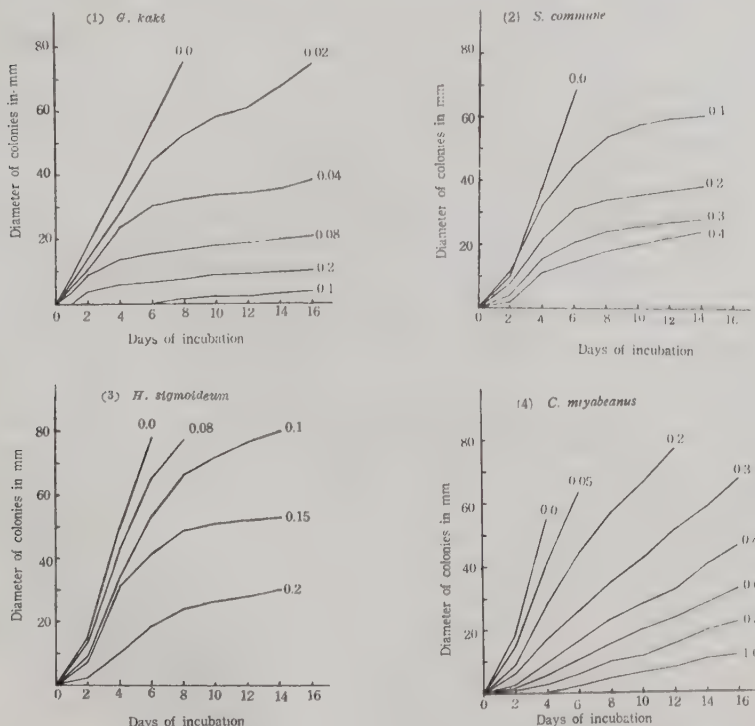 (1) G. kaki
Diameter of colonies in mm
80
60
40
20
0.0
0.02
0.04
0.08
0.2
0.1
0 2 4 6 8 10 12 14 16
Days of incubation
(2) S. commune
Diameter of colonies in mm
80
60
40
20
0.0
0.1
0.2
0.3
0.4
0 2 4 6 8 10 12 14 16
Days of incubation
(3) H. sigmoideum
Diameter of colonies in mm
80
60
40
20
0.0
0.08
0.1
0.15
0.2
0 2 4 6 8 10 12 14 16
Days of incubation
(4) C. miyabeanus
Diameter of colonies in mm
80
60
40
20
0.0
0.05
0.2
0.3
0 2 4 6 8 10 12 14 16
Days of incubation